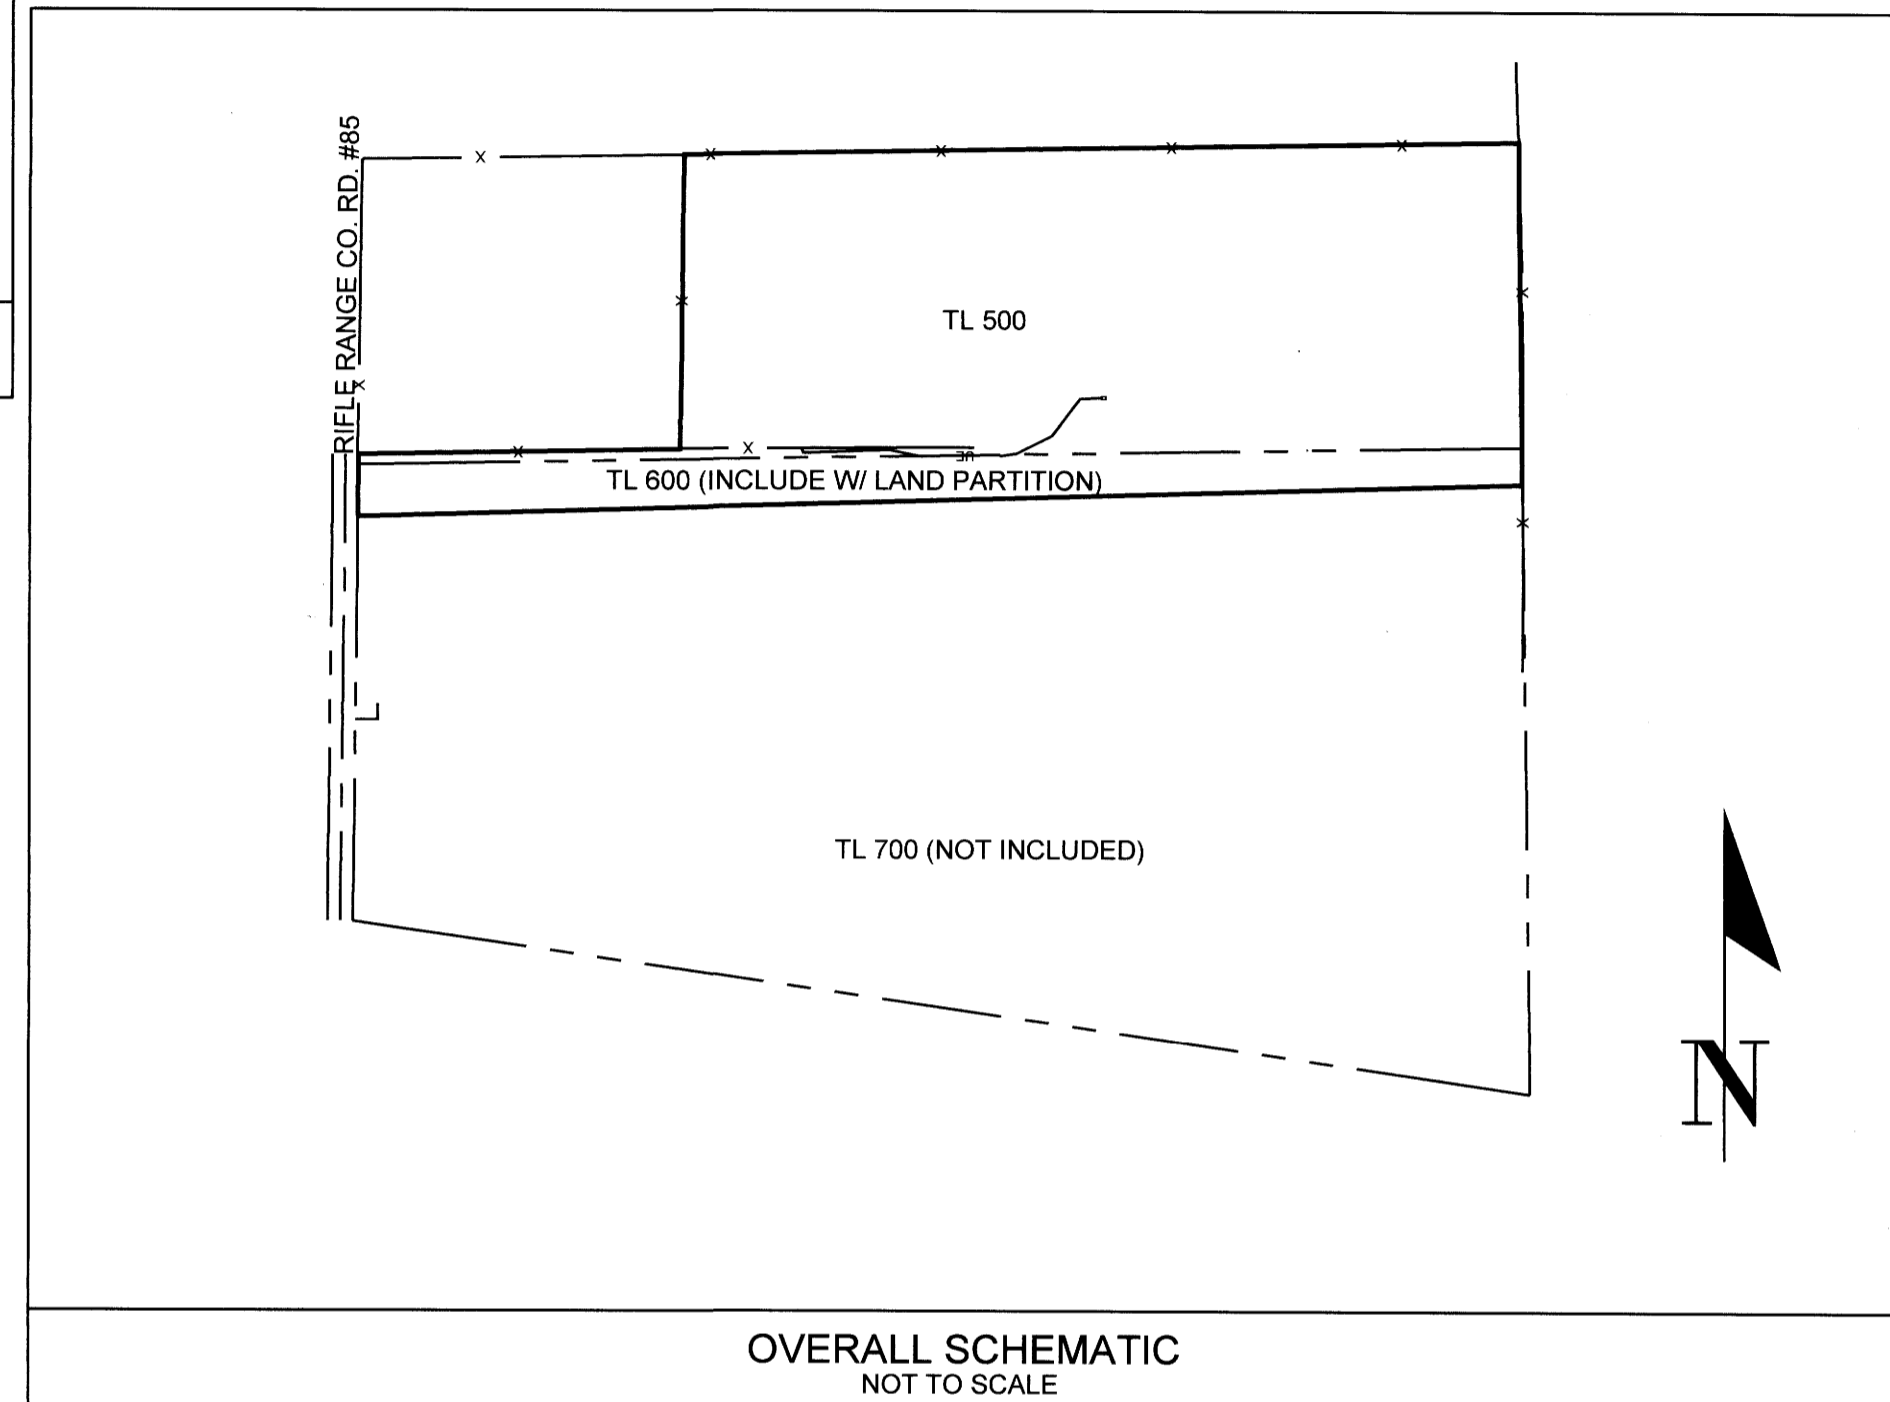 RIFLE RANGE CO. RD. #85
x
x
x
x
x
x
x
TL 500
x
x
x
x
UE
TL 600 (INCLUDE W/ LAND PARTITION)
x
L
TL 700 (NOT INCLUDED)
N
OVERALL SCHEMATIC
NOT TO SCALE